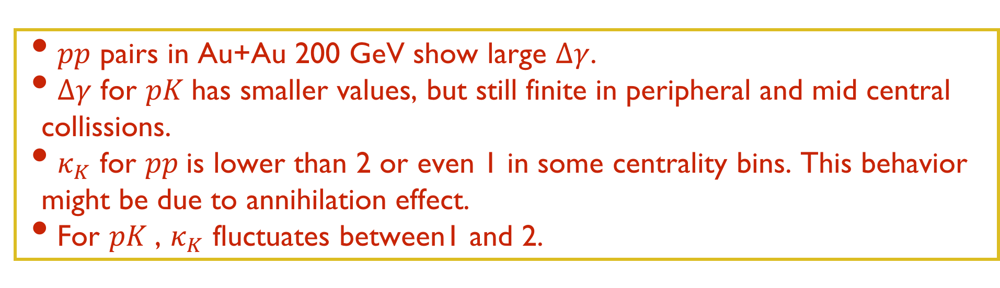 • 𝑝𝑝 pairs in Au+Au 200 GeV show large Δ𝛾.
• Δ𝛾 for 𝑝𝐾 has smaller values, but still finite in peripheral and mid central
collissions.
• 𝜅_𝐾 for 𝑝𝑝 is lower than 2 or even 1 in some centrality bins. This behavior
might be due to annihilation effect.
• For 𝑝𝐾 , 𝜅_𝐾 fluctuates between1 and 2.